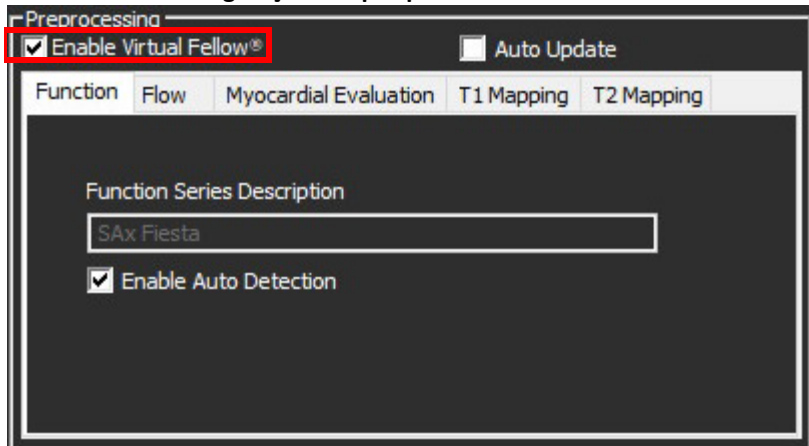 Preprocessing
Enable Virtual Fellow® Auto Update
Function Flow Myocardial Evaluation T1 Mapping T2 Mapping
Function Series Description
SAx Fiesta
Enable Auto Detection